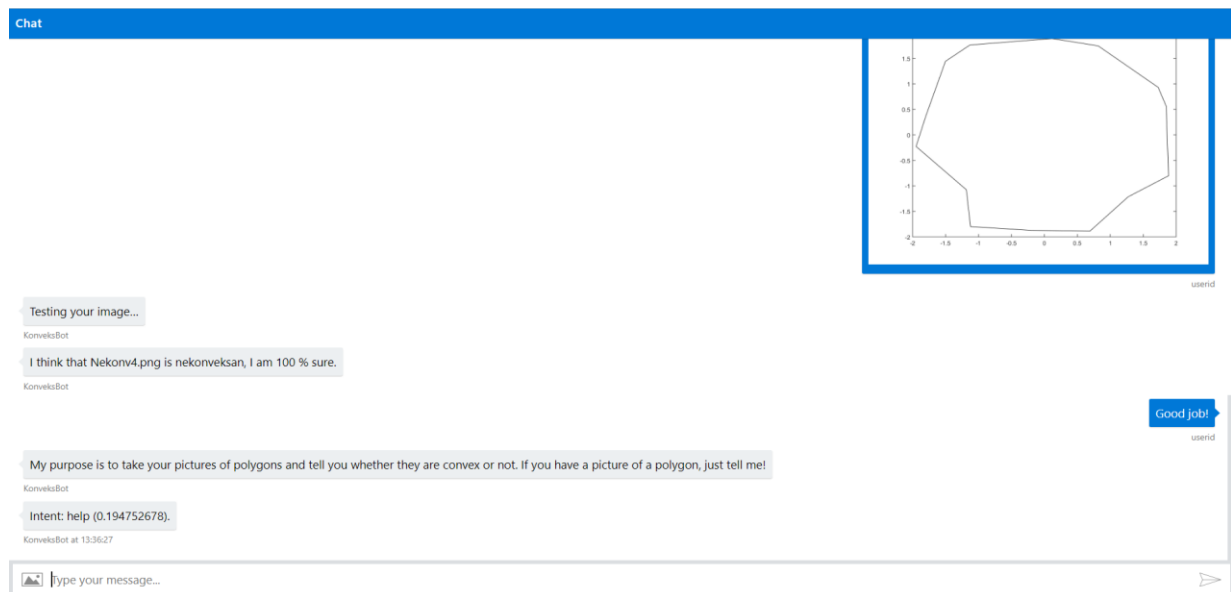 Chat
1.5
1
0.5
0
-0.5
-1
-1.5
-2
-2 -1.5 -1 -0.5 0 0.5 1 1.5 2
userid
Testing your image...
KonveksBot
I think that Nekonv4.png is nekonveksan, I am 100 % sure.
KonveksBot
Good job!
userid
My purpose is to take your pictures of polygons and tell you whether they are convex or not. If you have a picture of a polygon, just tell me!
KonveksBot
Intent: help (0.194752678).
KonveksBot at 13:36:27
Type your message...